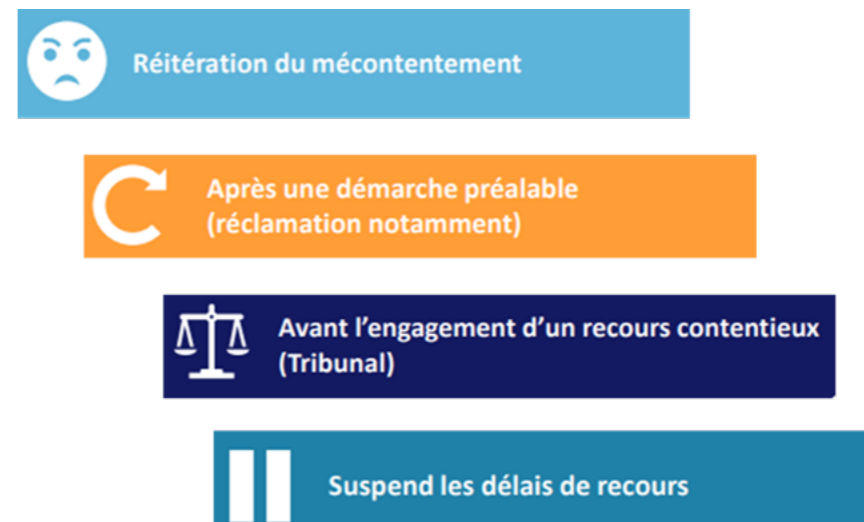 Réitération du mécontentement
Après une démarche préalable
(réclamation notamment)
Avant l’engagement d’un recours contentieux
(Tribunal)
Suspend les délais de recours